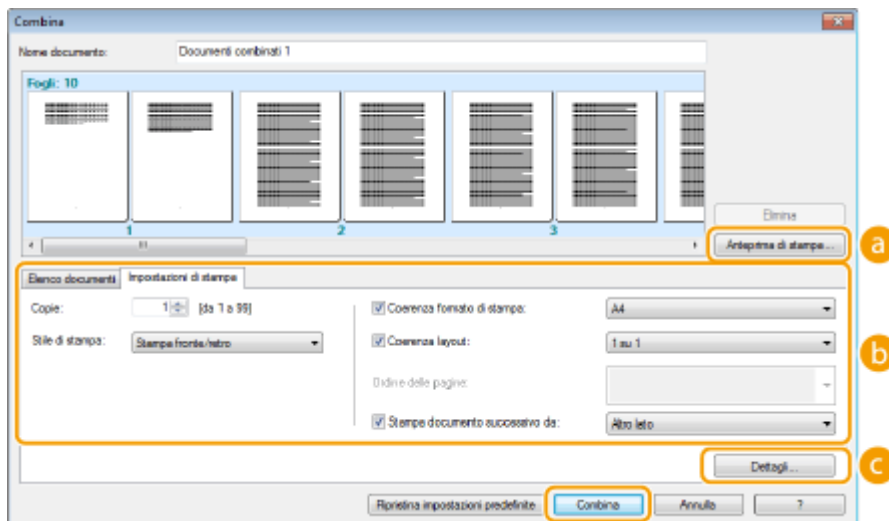 Combina
Nome documento: Documenti combinati 1
Fogli: 10
1 2 3
Elimina
Anteprima di stampa... a
Elenco documenti Impostazioni di stampa
Copie: 1 [da 1 a 99] Coerenza formato di stampa: A4
Stile di stampa: Stampa fronte/retro Coerenza layout: 1 su 1 b
Ordine delle pagine:
Stampa documento successivo da: Altro lato
Dettagli... c
Ripristina impostazioni predefinite Combina Annulla ?